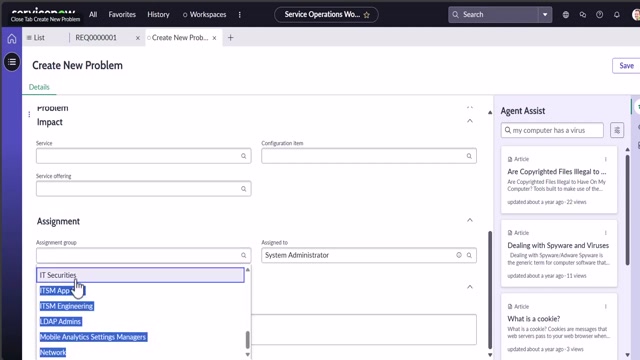 servicenow
All Favorites History Workspaces
Service Operations Wo...
Search
Close Tab Create New Problem
List
REQ0000001
Create New Prob...
Create New Problem
Save
Details
Problem
Impact
Service
Configuration item
Service offering
Assignment
Assignment group
Assigned to
System Administrator
IT Securities
ITSM App
ITSM Engineering
LDAP Admins
Mobile Analytics Settings Managers
Network
Agent Assist
my computer has a virus
Article
Are Copyrighted Files Illegal to ...
Are Copyrighted Files Illegal to Have On My
Computer? Tools built to make use of the...
updated about a year ago · 22 views
Article
Dealing with Spyware and Viruses
Dealing with Spyware/Adware Spyware is
the generic term for computer software that...
updated about a year ago · 11 views
Article
What is a cookie?
What is a cookie? Cookies are messages that
web servers pass to your web browser when...
updated about a year ago · 3 views